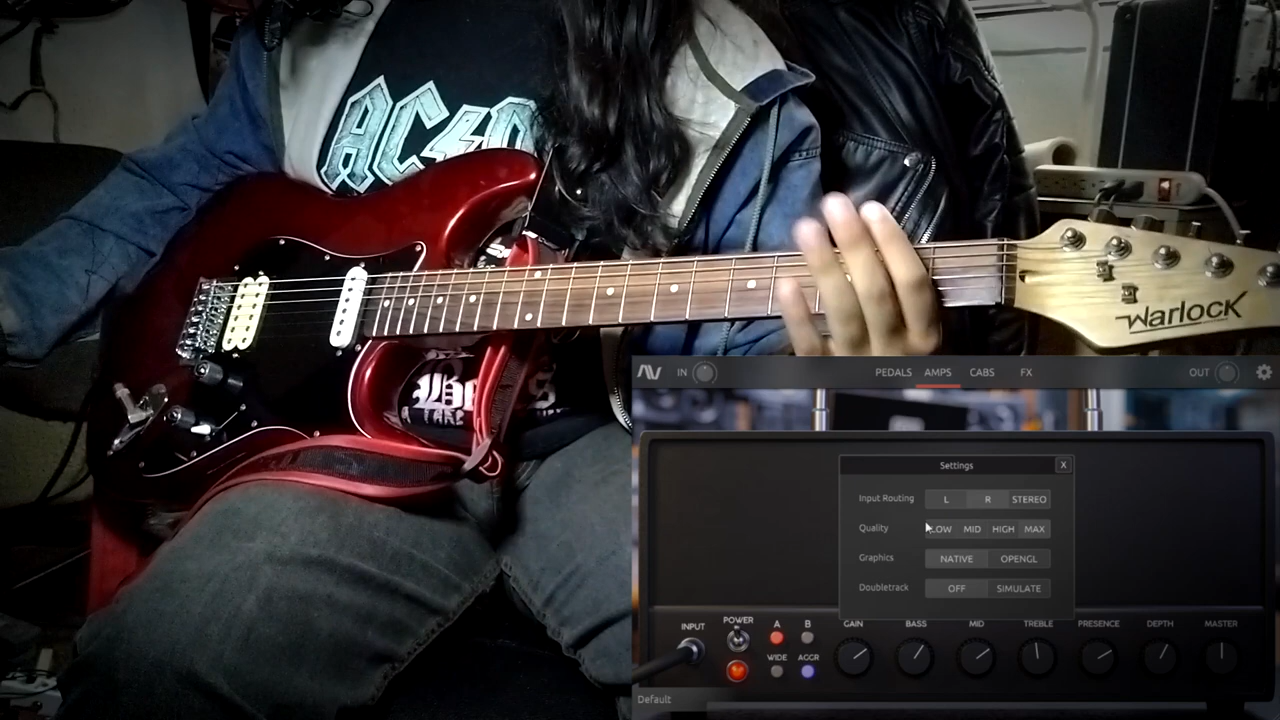 AC D
WarlocK
IN
PEDALS AMPS CABS FX
OUT
Settings
X
Input Routing L R STEREO
Quality LOW MID HIGH MAX
Graphics NATIVE OPENGL
Doubletrack OFF SIMULATE
INPUT POWER A B GAIN BASS MID TREBLE PRESENCE DEPTH MASTER
WIDE AGGR
Default